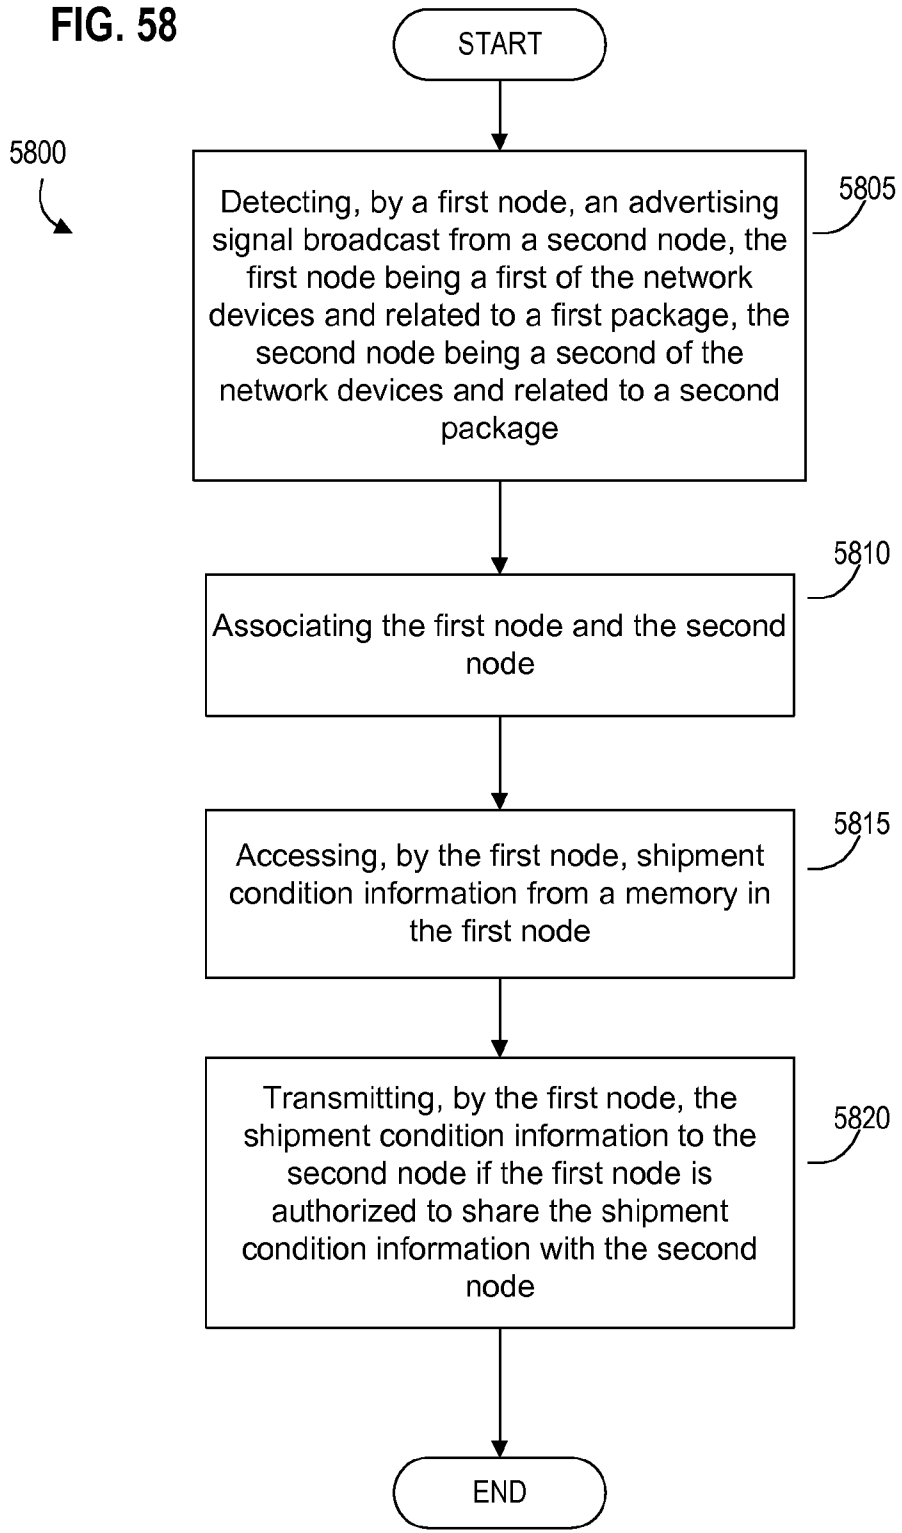 FIG. 58
START
5800
5805
Detecting, by a first node, an advertising
signal broadcast from a second node, the
first node being a first of the network
devices and related to a first package, the
second node being a second of the
network devices and related to a second
package
5810
Associating the first node and the second
node
5815
Accessing, by the first node, shipment
condition information from a memory in
the first node
5820
Transmitting, by the first node, the
shipment condition information to the
second node if the first node is
authorized to share the shipment
condition information with the second
node
END